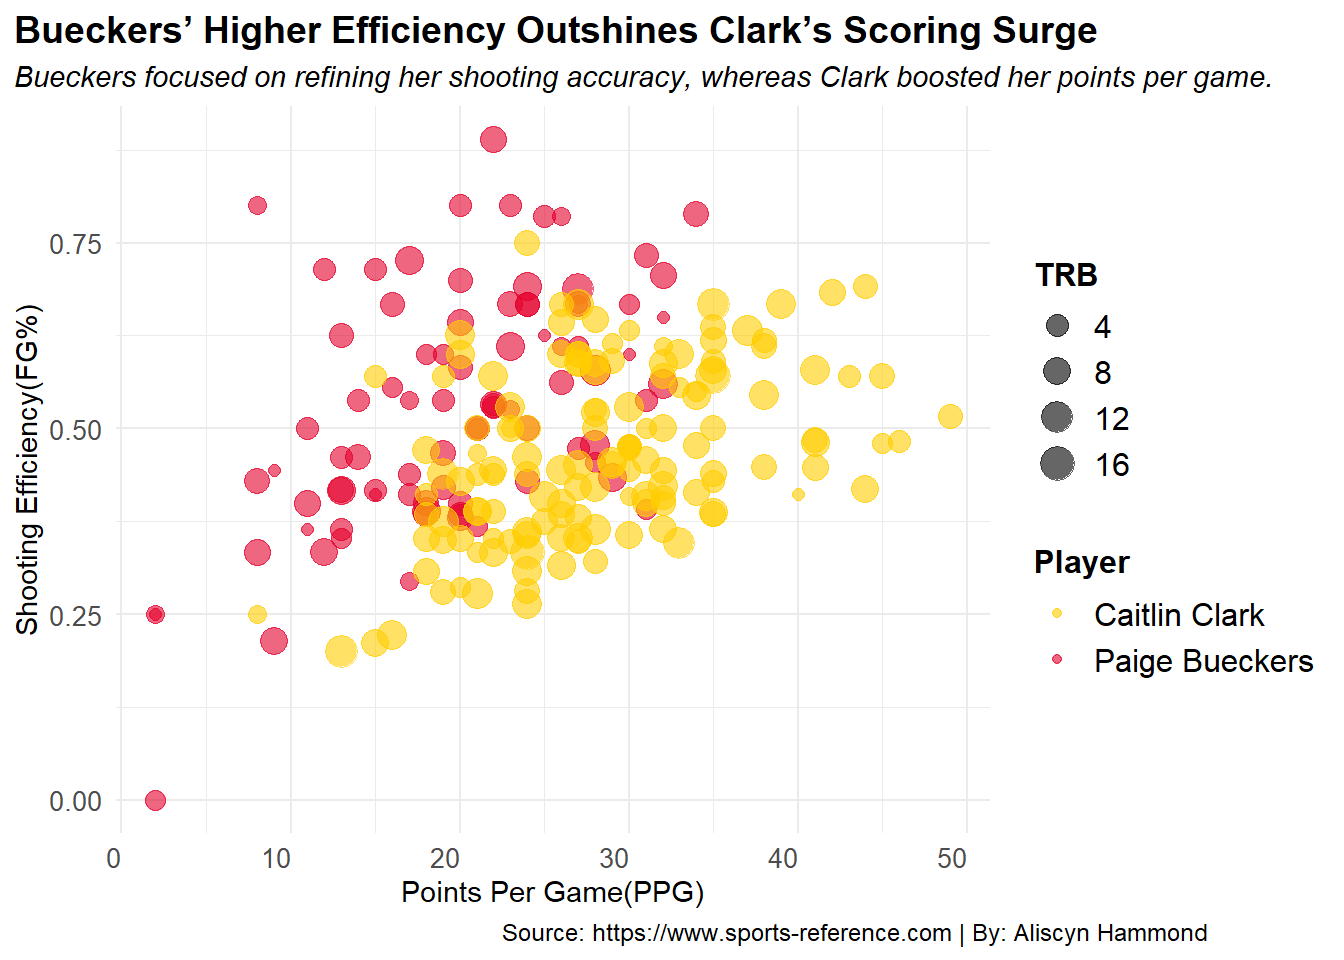 Bueckers’ Higher Efficiency Outshines Clark’s Scoring Surge
Bueckers focused on refining her shooting accuracy, whereas Clark boosted her points per game.
Shooting Efficiency(FG%)
0.75
0.50
0.25
0.00
0
10
20
30
40
50
Points Per Game(PPG)
TRB
4
8
12
16
Player
Caitlin Clark
Paige Bueckers
Source: https://www.sports-reference.com | By: Aliscyn Hammond